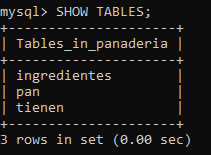 mysql> SHOW TABLES;
+--------------------+
| Tables_in_panaderia |
+--------------------+
| ingredientes |
| pan |
| tienen |
+--------------------+
3 rows in set (0.00 sec)